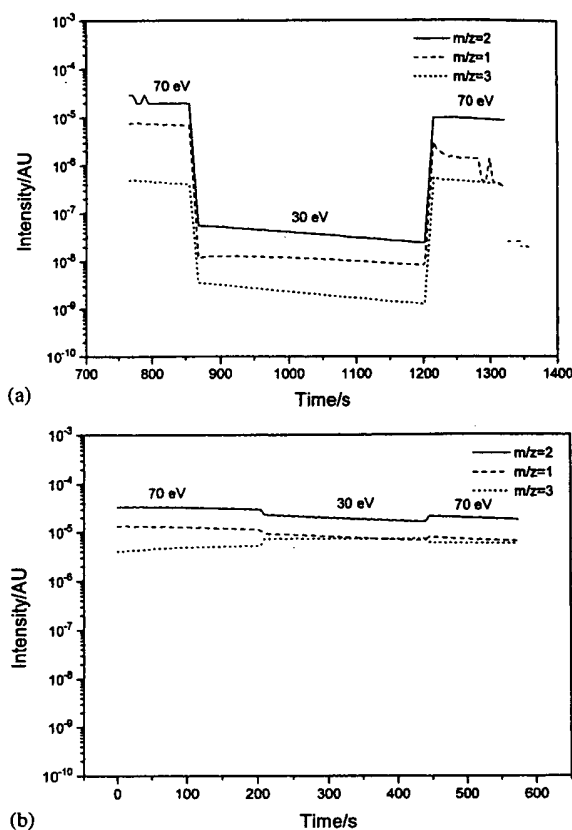 10⁻³
10⁻⁴
10⁻⁵
10⁻⁶
10⁻⁷
10⁻⁸
10⁻⁹
10⁻¹⁰
Intensity/AU
m/z=2
m/z=1
m/z=3
70 eV
70 eV
30 eV
700 800 900 1000 1100 1200 1300 1400
Time/s
(a)
10⁻³
10⁻⁴
10⁻⁵
10⁻⁶
10⁻⁷
10⁻⁸
10⁻⁹
10⁻¹⁰
Intensity/AU
m/z=2
m/z=1
m/z=3
70 eV 30 eV 70 eV
0 100 200 300 400 500 600
Time/s
(b)